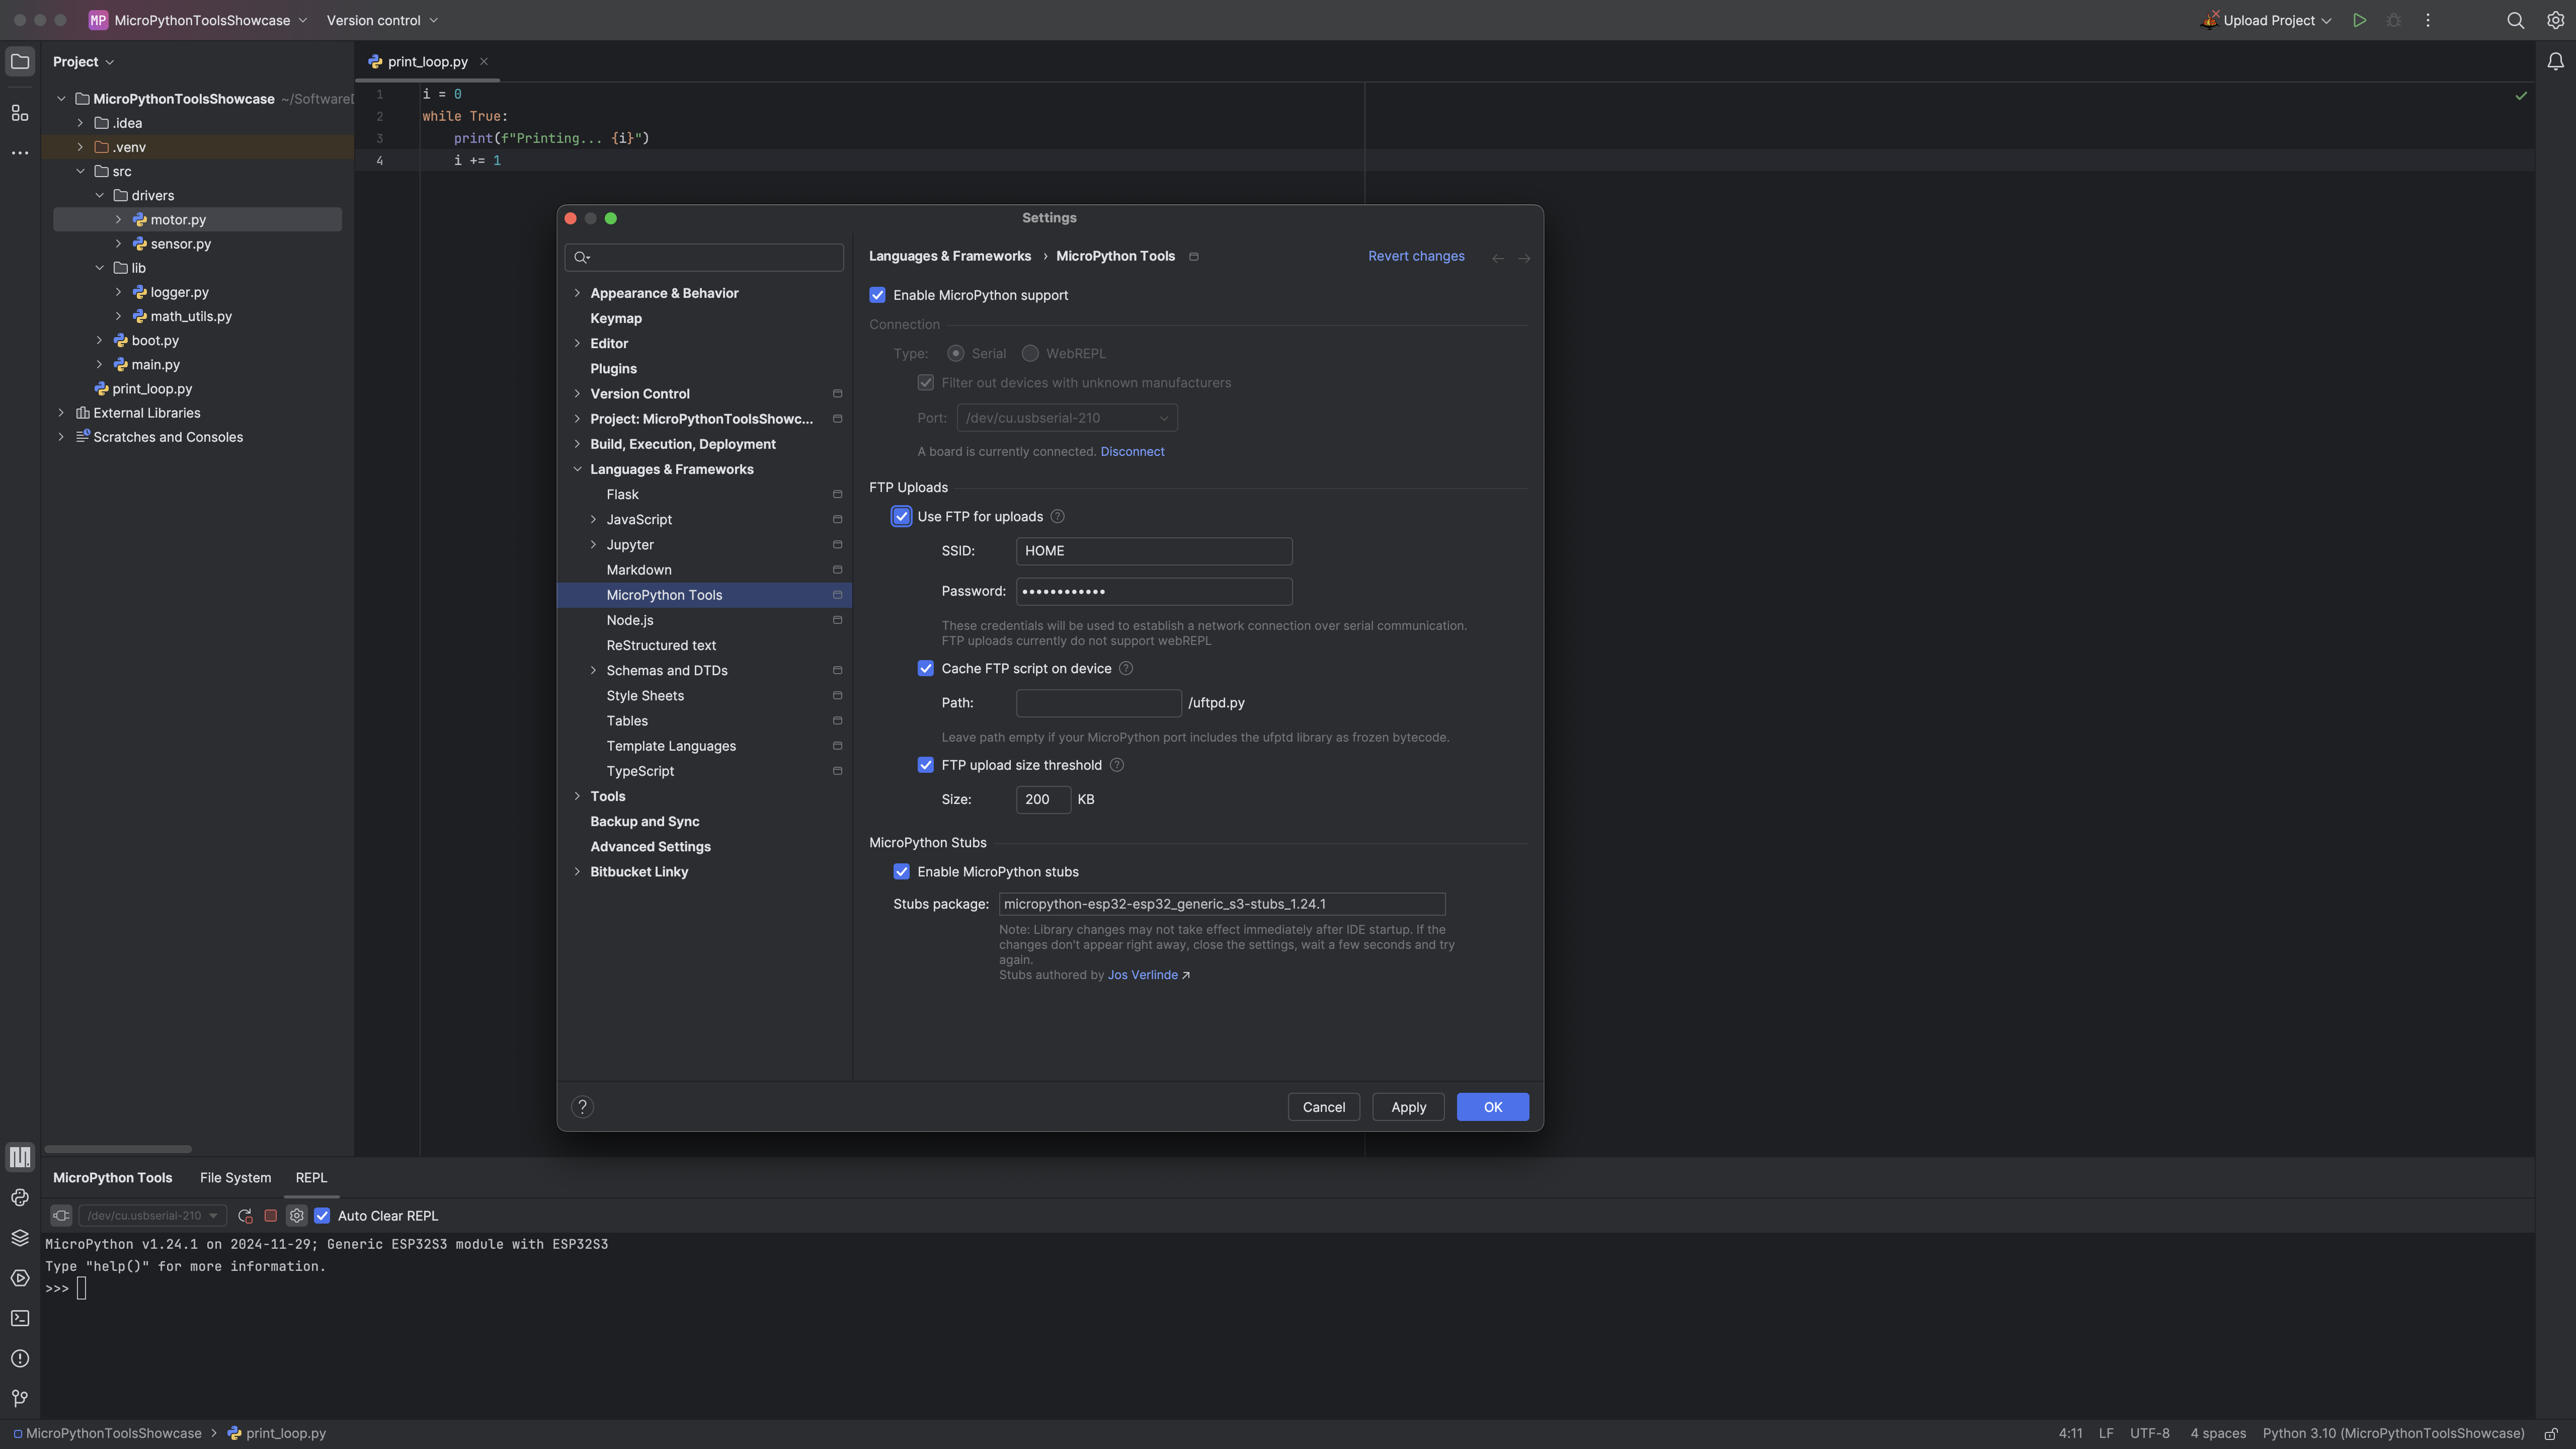 MP MicroPythonToolsShowcase Version control Upload Project
Project
MicroPythonToolsShowcase ~/Software
.idea
.venv
src
drivers
motor.py
sensor.py
lib
logger.py
math_utils.py
boot.py
main.py
print_loop.py
External Libraries
Scratches and Consoles
print_loop.py
1 i = 0
2 while True:
3 print(f"Printing... {i}")
4 i += 1
Settings
Appearance & Behavior
Keymap
Editor
Plugins
Version Control
Project: MicroPythonToolsShowc...
Build, Execution, Deployment
Languages & Frameworks
Flask
JavaScript
Jupyter
Markdown
MicroPython Tools
Node.js
ReStructured text
Schemas and DTDs
Style Sheets
Tables
Template Languages
TypeScript
Tools
Backup and Sync
Advanced Settings
Bitbucket Linky
Languages & Frameworks › MicroPython Tools Revert changes
Enable MicroPython support
Connection
Type: Serial WebREPL
Filter out devices with unknown manufacturers
Port: /dev/cu.usbserial-210
A board is currently connected. Disconnect
FTP Uploads
Use FTP for uploads ?
SSID: HOME
Password: ••••••••••••
These credentials will be used to establish a network connection over serial communication.
FTP uploads currently do not support webREPL
Cache FTP script on device ?
Path: /uftpd.py
Leave path empty if your MicroPython port includes the ufptd library as frozen bytecode.
FTP upload size threshold ?
Size: 200 KB
MicroPython Stubs
Enable MicroPython stubs
Stubs package: micropython-esp32-esp32_generic_s3-stubs_1.24.1
Note: Library changes may not take effect immediately after IDE startup. If the
changes don't appear right away, close the settings, wait a few seconds and try
again.
Stubs authored by Jos Verlinde ↗
? Cancel Apply OK
MicroPython Tools File System REPL
/dev/cu.usbserial-210 Auto Clear REPL
MicroPython v1.24.1 on 2024-11-29; Generic ESP32S3 module with ESP32S3
Type "help()" for more information.
>>>
MicroPythonToolsShowcase > print_loop.py 4:11 LF UTF-8 4 spaces Python 3.10 (MicroPythonToolsShowcase)